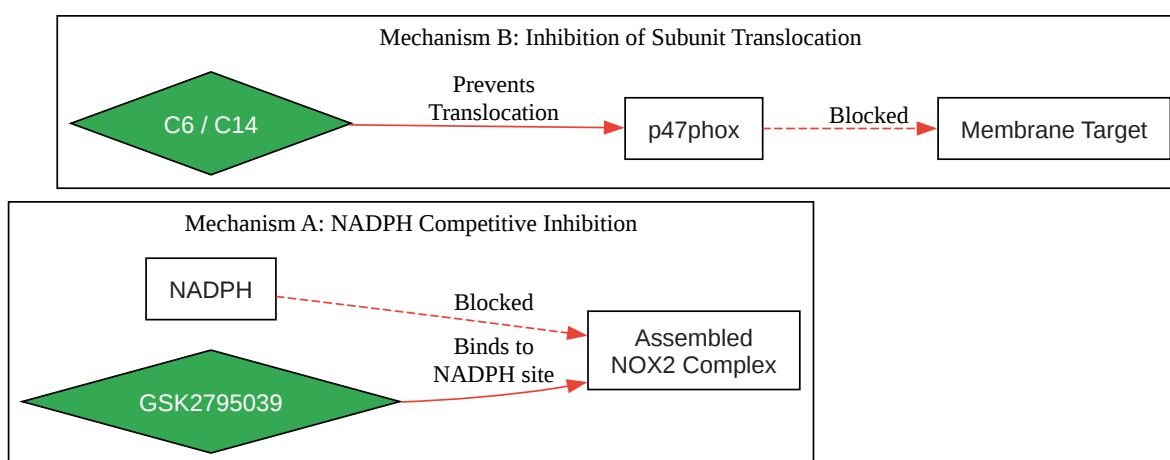 Mechanism B: Inhibition of Subunit Translocation
Prevents
Translocation
C6 / C14
p47phox
Blocked
Membrane Target
Mechanism A: NADPH Competitive Inhibition
NADPH
Blocked
Assembled
NOX2 Complex
Binds to
NADPH site
GSK2795039